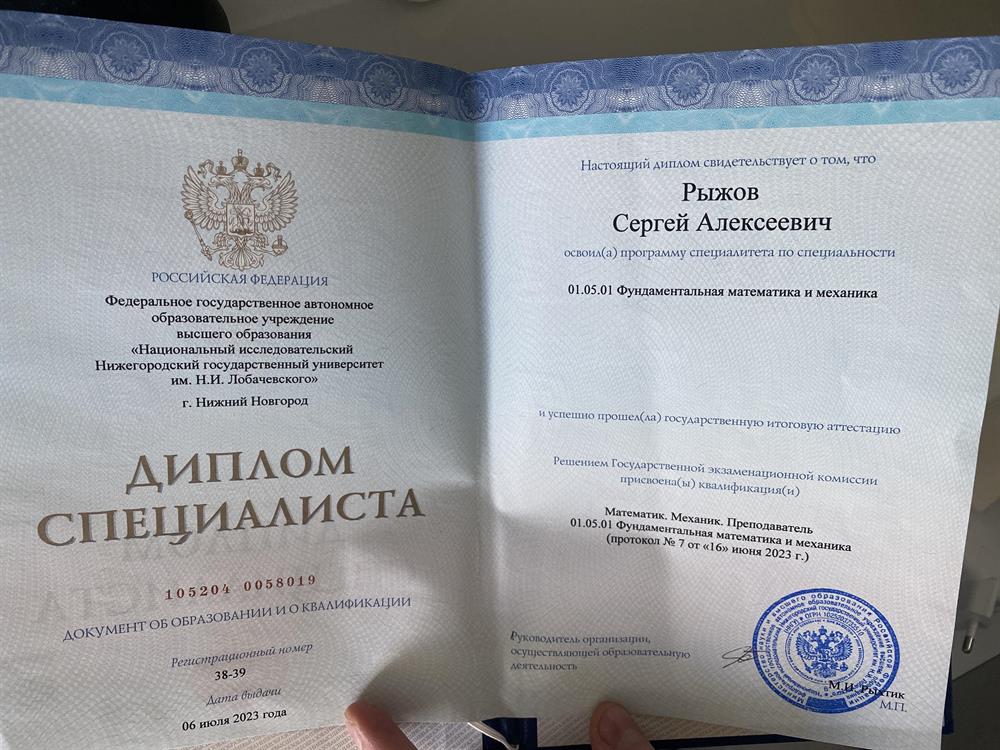 РОССИЙСКАЯ ФЕДЕРАЦИЯ
Федеральное государственное автономное
образовательное учреждение
высшего образования
«Национальный исследовательский
Нижегородский государственный университет
им. Н.И. Лобачевского»
г. Нижний Новгород
ДИПЛОМ
СПЕЦИАЛИСТА
105204 0058019
ДОКУМЕНТ ОБ ОБРАЗОВАНИИ И О КВАЛИФИКАЦИИ
Регистрационный номер
38-39
Дата выдачи
06 июля 2023 года
Настоящий диплом свидетельствует о том, что
Рыжов
Сергей Алексеевич
освоил(а) программу специалитета по специальности
01.05.01 Фундаментальная математика и механика
и успешно прошел(ла) государственную итоговую аттестацию
Решением Государственной экзаменационной комиссии
присвоена(ы) квалификация(и)
Математик. Механик. Преподаватель
01.05.01 Фундаментальная математика и механика
(протокол № 7 от «16» июня 2023 г.)
Руководитель организации,
осуществляющей образовательную
деятельность
М.П.